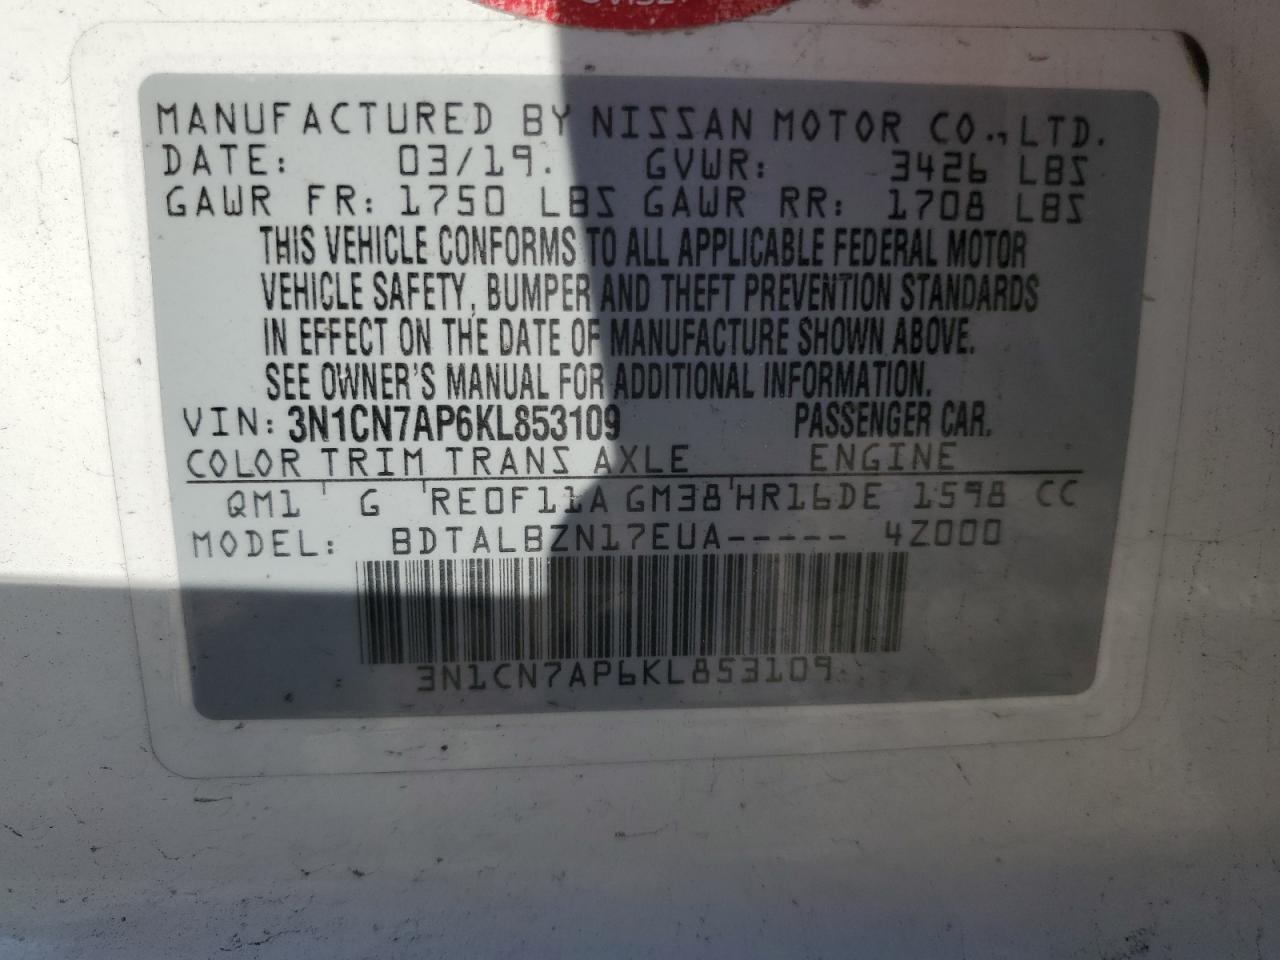 MANUFACTURED BY NISSAN MOTOR CO., LTD.
DATE: 03/19. GVWR: 3426 LBS
GAWR FR: 1750 LBS GAWR RR: 1708 LBS
THIS VEHICLE CONFORMS TO ALL APPLICABLE FEDERAL MOTOR
VEHICLE SAFETY, BUMPER AND THEFT PREVENTION STANDARDS
IN EFFECT ON THE DATE OF MANUFACTURE SHOWN ABOVE.
SEE OWNER'S MANUAL FOR ADDITIONAL INFORMATION.
VIN: 3N1CN7AP6KL853109 PASSENGER CAR.
COLOR TRIM TRANS AXLE ENGINE
QM1 G RE0F11A GM38 HR16DE 1598 CC
MODEL: BDTALBZN17EUA----- 4Z000
3N1CN7AP6KL853109